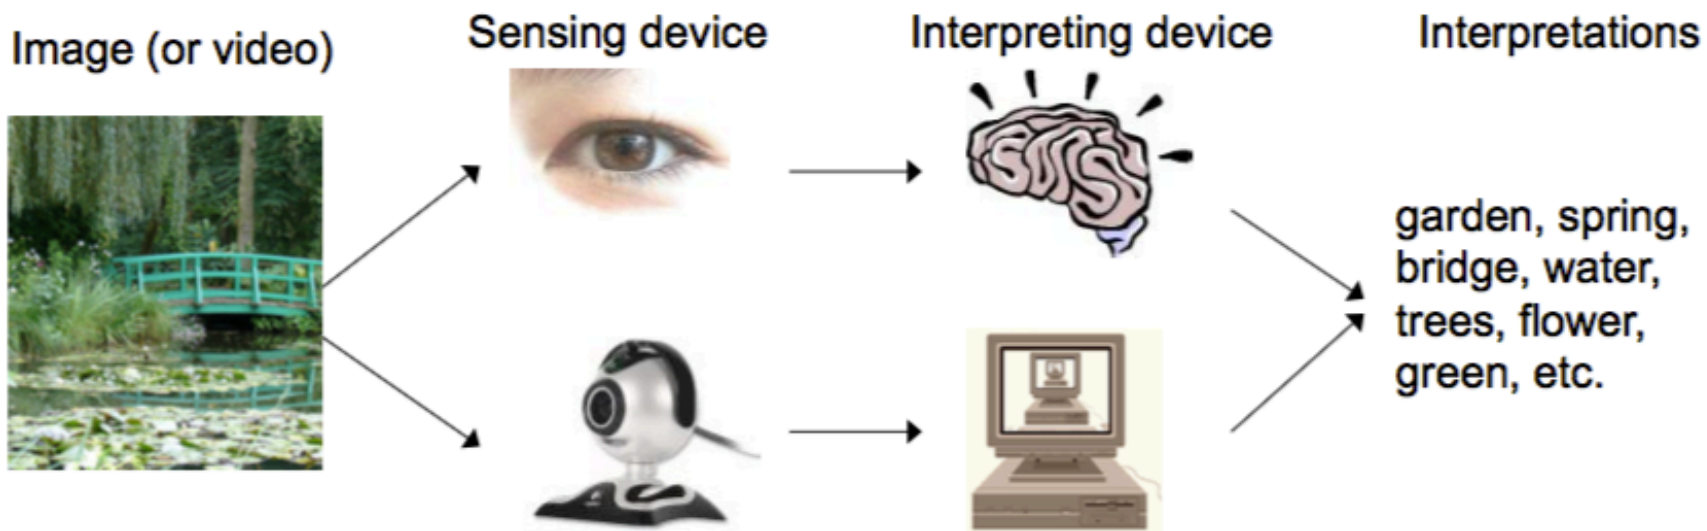 Image (or video)
Sensing device
Interpreting device
Interpretations
garden, spring,
bridge, water,
trees, flower,
green, etc.